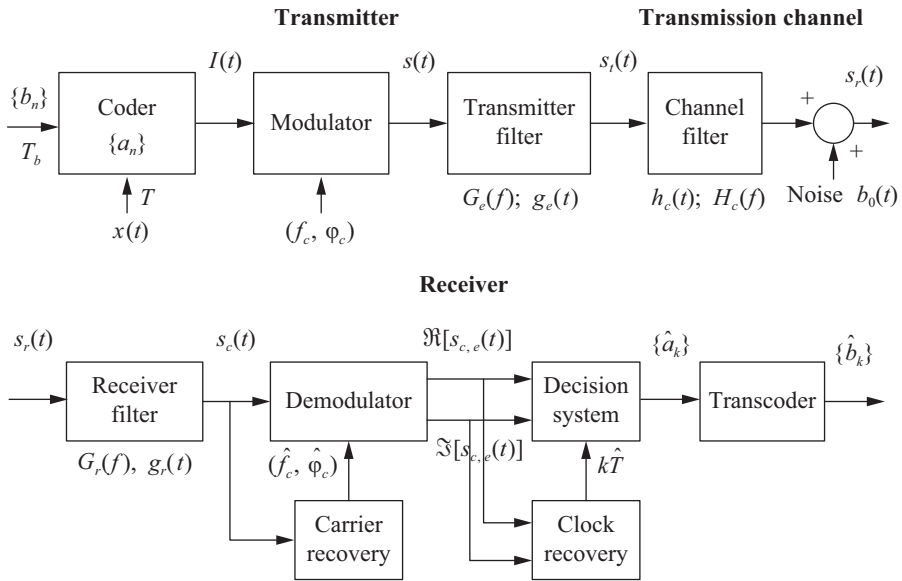 Transmitter
Transmission channel
I(t)
s(t)
s_t(t)
s_r(t)
{b_n}
T_b
Coder
{a_n}
Modulator
Transmitter
filter
Channel
filter
+
+
T
x(t)
(f_c, φ_c)
G_e(f); g_e(t)
h_c(t); H_c(f)
Noise b_0(t)
Receiver
s_r(t)
s_c(t)
ℜ[s_{c,e}(t)]
{â_k}
{b̂_k}
Receiver
filter
Demodulator
Decision
system
Transcoder
G_r(f), g_r(t)
(f̂_c, φ̂_c)
ℑ[s_{c,e}(t)]
kT̂
Carrier
recovery
Clock
recovery